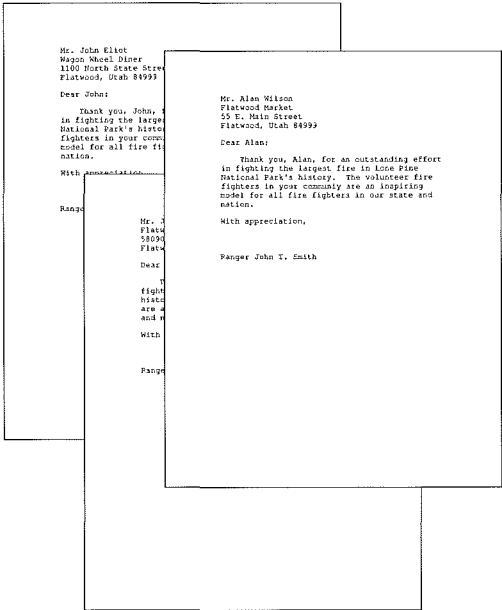 Mr. John Eliot
Wagon Wheel Diner
1100 North State Stre
Flatwood, Utah 84999
Dear John:
Thank you, John, f
in fighting the large
National Park's histo
fighters in your comm
model for all fire fi
nation.
With appreciation
Range
Mr. J
Flatw
58090
Flatw
Dear
T
fight
histo
are a
and n
With
Range
Mr. Alan Wilson
Flatwood Market
55 E. Main Street
Flatwood, Utah 84999
Dear Alan:
Thank you, Alan, for an outstanding effort
in fighting the largest fire in Lone Pine
National Park's history. The volunteer fire
fighters in your communiy are an inspiring
model for all fire fighters in our state and
nation.
With appreciation,
Ranger John T. Smith